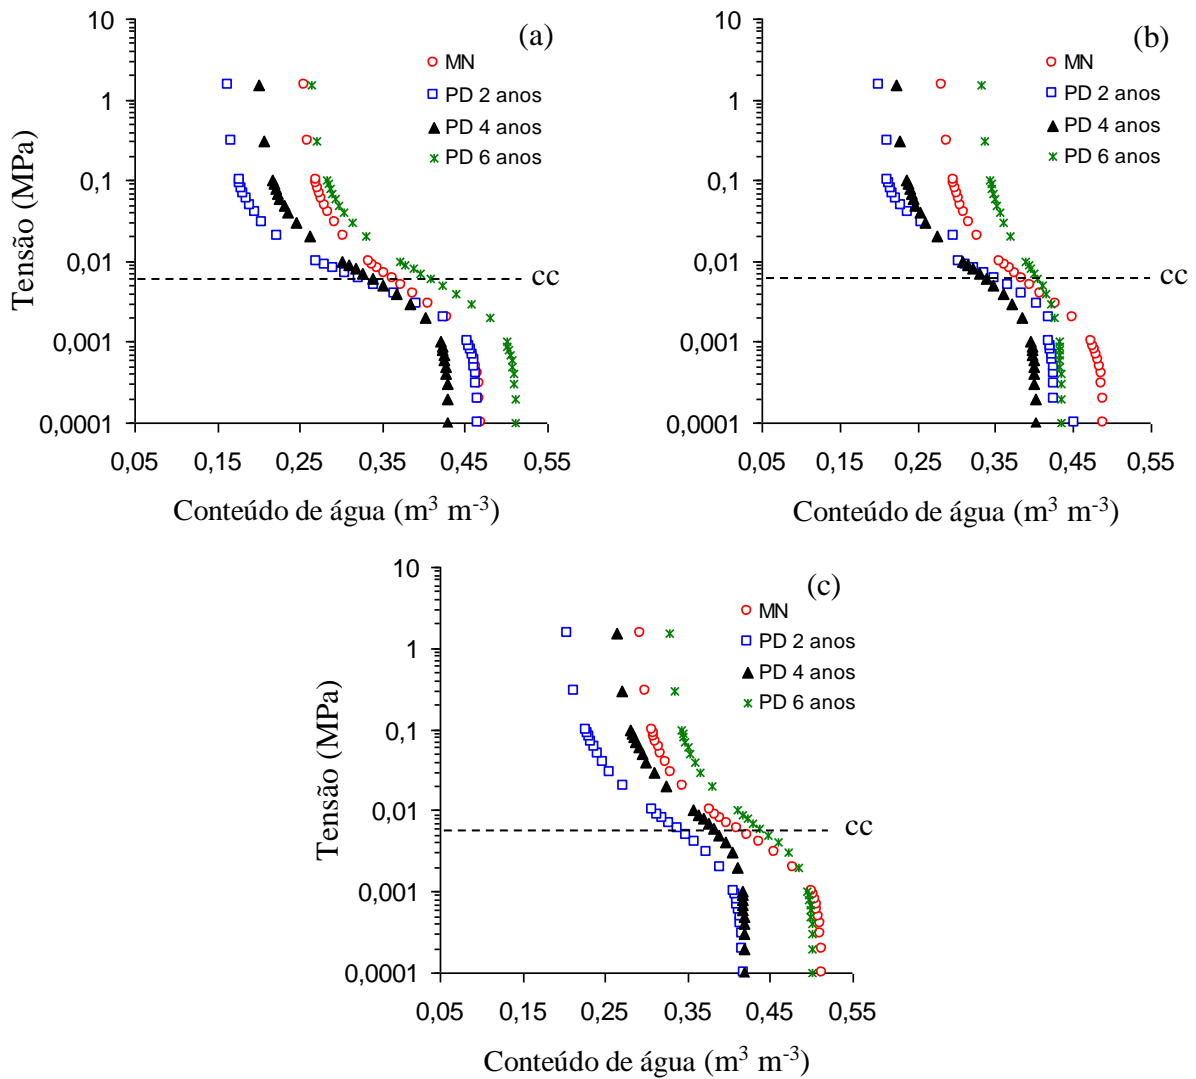 (a)
10
1
0,1
0,01
0,001
0,0001
Tensão (MPa)
MN
PD 2 anos
PD 4 anos
PD 6 anos
cc
0,05 0,15 0,25 0,35 0,45 0,55
Conteúdo de água (m³ m⁻³)
(b)
10
1
0,1
0,01
0,001
0,0001
MN
PD 2 anos
PD 4 anos
PD 6 anos
cc
0,05 0,15 0,25 0,35 0,45 0,55
Conteúdo de água (m³ m⁻³)
(c)
10
1
0,1
0,01
0,001
0,0001
Tensão (MPa)
MN
PD 2 anos
PD 4 anos
PD 6 anos
cc
0,05 0,15 0,25 0,35 0,45 0,55
Conteúdo de água (m³ m⁻³)